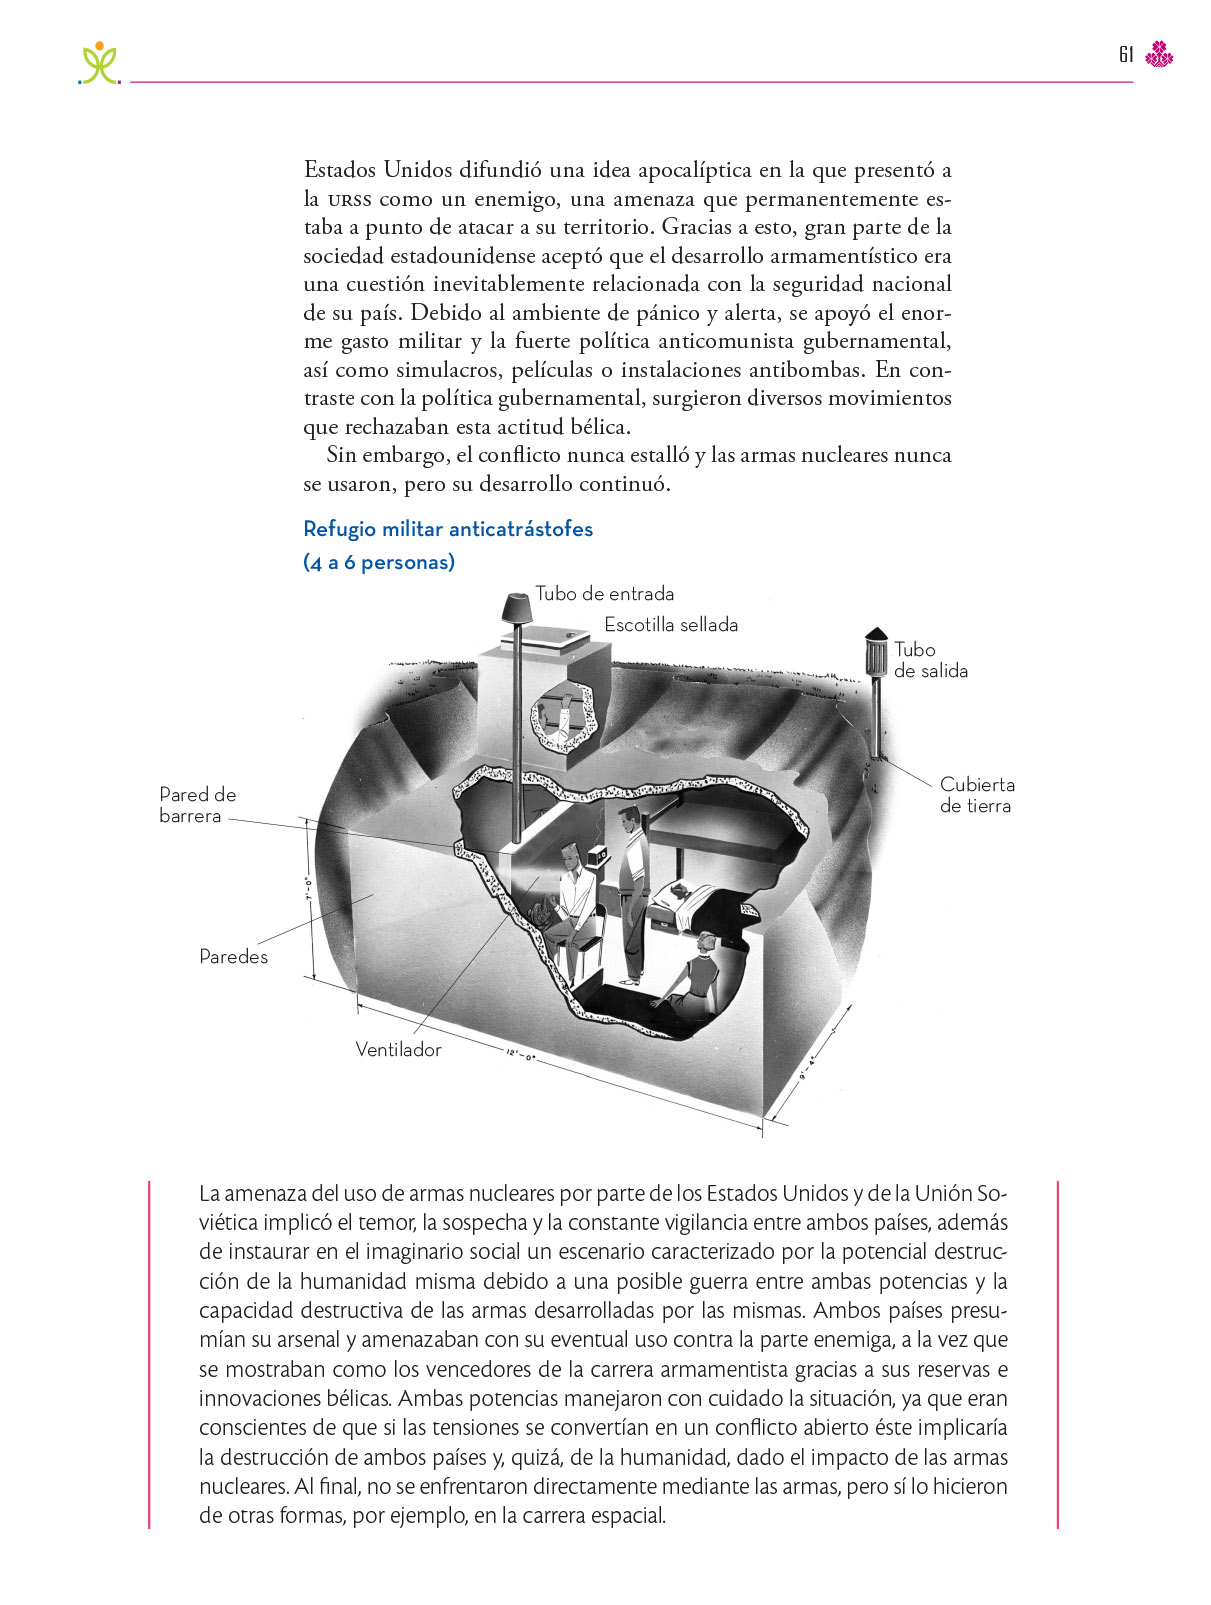 61
Estados Unidos difundió una idea apocalíptica en la que presentó a
la URSS como un enemigo, una amenaza que permanentemente es-
taba a punto de atacar a su territorio. Gracias a esto, gran parte de la
sociedad estadounidense aceptó que el desarrollo armamentístico era
una cuestión inevitablemente relacionada con la seguridad nacional
de su país. Debido al ambiente de pánico y alerta, se apoyó el enor-
me gasto militar y la fuerte política anticomunista gubernamental,
así como simulacros, películas o instalaciones antibombas. En con-
traste con la política gubernamental, surgieron diversos movimientos
que rechazaban esta actitud bélica.
Sin embargo, el conflicto nunca estalló y las armas nucleares nunca
se usaron, pero su desarrollo continuó.
Refugio militar anticatrástofes
(4 a 6 personas)
Tubo de entrada
Escotilla sellada
Tubo
de salida
Cubierta
de tierra
Pared de
barrera
7'-0"
Paredes
Ventilador
12'-0"
9'-4"
La amenaza del uso de armas nucleares por parte de los Estados Unidos y de la Unión So-
viética implicó el temor, la sospecha y la constante vigilancia entre ambos países, además
de instaurar en el imaginario social un escenario caracterizado por la potencial destruc-
ción de la humanidad misma debido a una posible guerra entre ambas potencias y la
capacidad destructiva de las armas desarrolladas por las mismas. Ambos países presu-
mían su arsenal y amenazaban con su eventual uso contra la parte enemiga, a la vez que
se mostraban como los vencedores de la carrera armamentista gracias a sus reservas e
innovaciones bélicas. Ambas potencias manejaron con cuidado la situación, ya que eran
conscientes de que si las tensiones se convertían en un conflicto abierto éste implicaría
la destrucción de ambos países y, quizá, de la humanidad, dado el impacto de las armas
nucleares. Al final, no se enfrentaron directamente mediante las armas, pero sí lo hicieron
de otras formas, por ejemplo, en la carrera espacial.